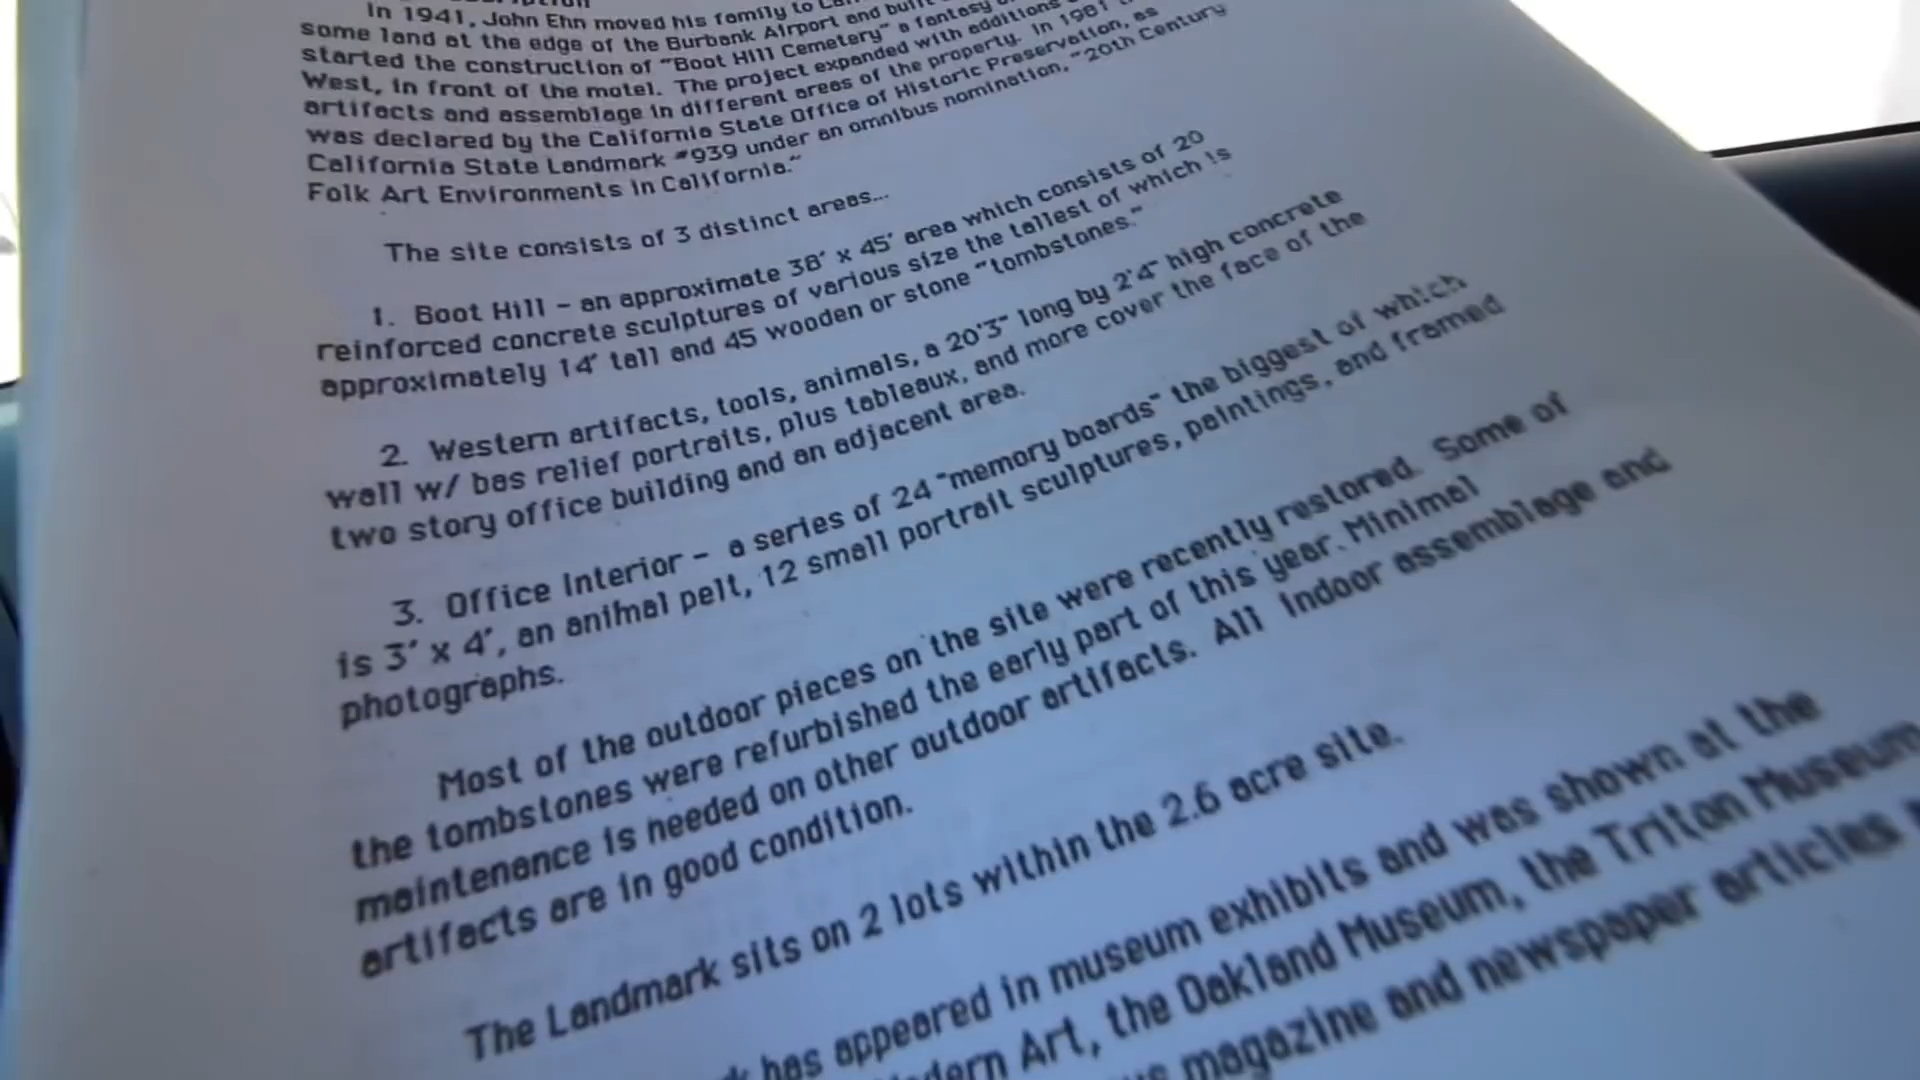 In 1941, John Ehn moved his family to
some land at the edge of the Burbank Airport and built
started the construction of "Boot Hill Cemetery" a fantasy
West, in front of the motel. The project expanded with additions
artifacts and assemblage in different areas of the property. In 1981
was declared by the California State Office of Historic Preservation, as
California State Landmark #939 under an omnibus nomination, "20th Century
Folk Art Environments in California."
The site consists of 3 distinct areas...
1. Boot Hill - an approximate 38' x 45' area which consists of 20
reinforced concrete sculptures of various size the tallest of which is
approximately 14' tall and 45 wooden or stone "tombstones."
2. Western artifacts, tools, animals, a 20'3" long by 2'4" high concrete
wall w/ bas relief portraits, plus tableaux, and more cover the face of the
two story office building and an adjacent area.
3. Office Interior - a series of 24 "memory boards" the biggest of which
is 3' x 4', an animal pelt, 12 small portrait sculptures, paintings, and framed
photographs.
Most of the outdoor pieces on the site were recently restored. Some of
the tombstones were refurbished the early part of this year. Minimal
maintenance is needed on other outdoor artifacts. All indoor assemblage and
artifacts are in good condition.
The Landmark sits on 2 lots within the 2.6 acre site.
has appeared in museum exhibits and was shown at the
Art, the Oakland Museum, the Triton Museum
magazine and newspaper articles